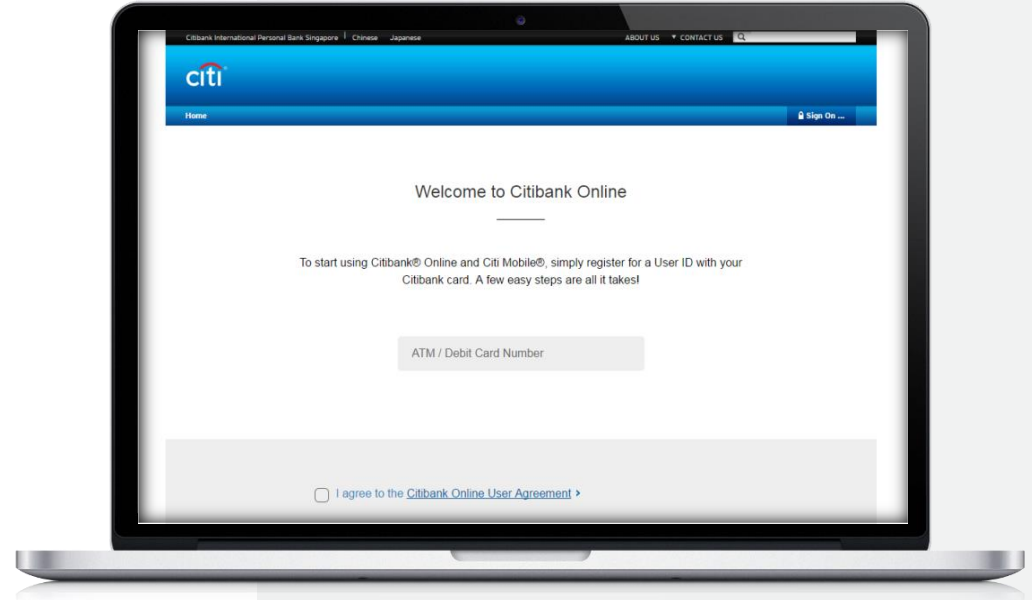 Citibank International Personal Bank Singapore | Chinese Japanese ABOUT US ▼ CONTACT US
citi
Home Sign On ...
Welcome to Citibank Online
To start using Citibank® Online and Citi Mobile®, simply register for a User ID with your
Citibank card. A few easy steps are all it takes!
ATM / Debit Card Number
I agree to the Citibank Online User Agreement >